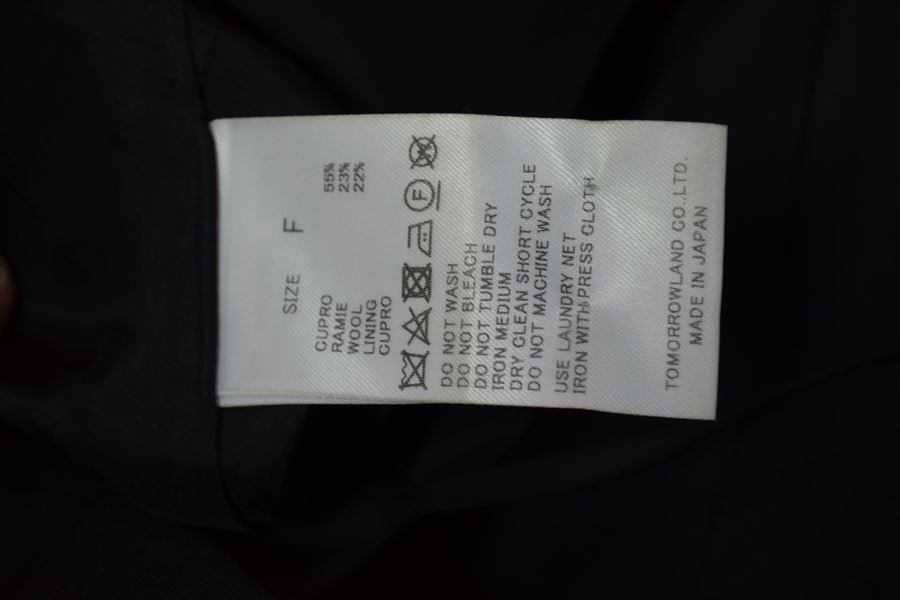 SIZE F
CUPRO 55%
RAMIE 23%
WOOL 22%
LINING
CUPRO
F
DO NOT WASH
DO NOT BLEACH
DO NOT TUMBLE DRY
IRON MEDIUM
DRY CLEAN SHORT CYCLE
DO NOT MACHINE WASH
USE LAUNDRY NET
IRON WITH PRESS CLOTH
TOMORROWLAND CO.,LTD.
MADE IN JAPAN